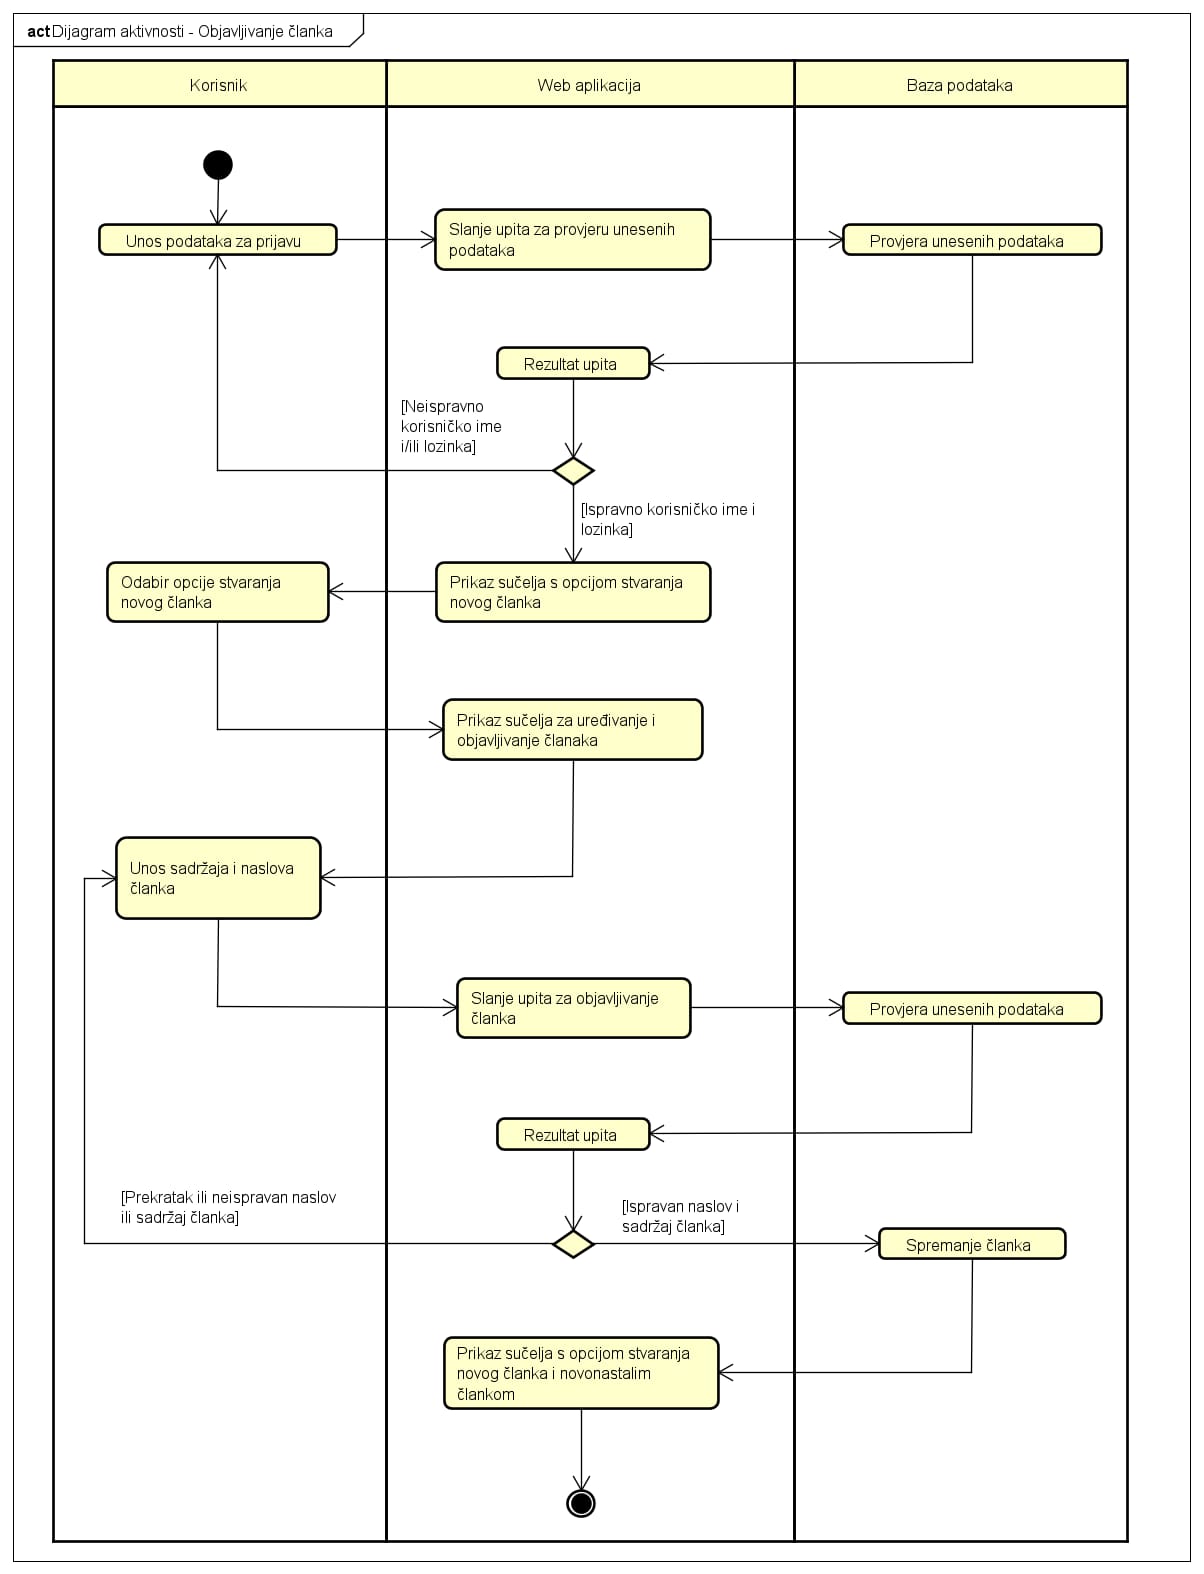 act Dijagram aktivnosti - Objavljivanje članka
Korisnik
Web aplikacija
Baza podataka
Unos podataka za prijavu
Slanje upita za provjeru unesenih
podataka
Provjera unesenih podataka
Rezultat upita
[Neispravno
korisničko ime
i/ili lozinka]
[Ispravno korisničko ime i
lozinka]
Odabir opcije stvaranja
novog članka
Prikaz sučelja s opcijom stvaranja
novog članka
Prikaz sučelja za uređivanje i
objavljivanje članaka
Unos sadržaja i naslova
članka
Slanje upita za objavljivanje
članka
Provjera unesenih podataka
Rezultat upita
[Prekratak ili neispravan naslov
ili sadržaj članka]
[Ispravan naslov i
sadržaj članka]
Spremanje članka
Prikaz sučelja s opcijom stvaranja
novog članka i novonastalim
člankom